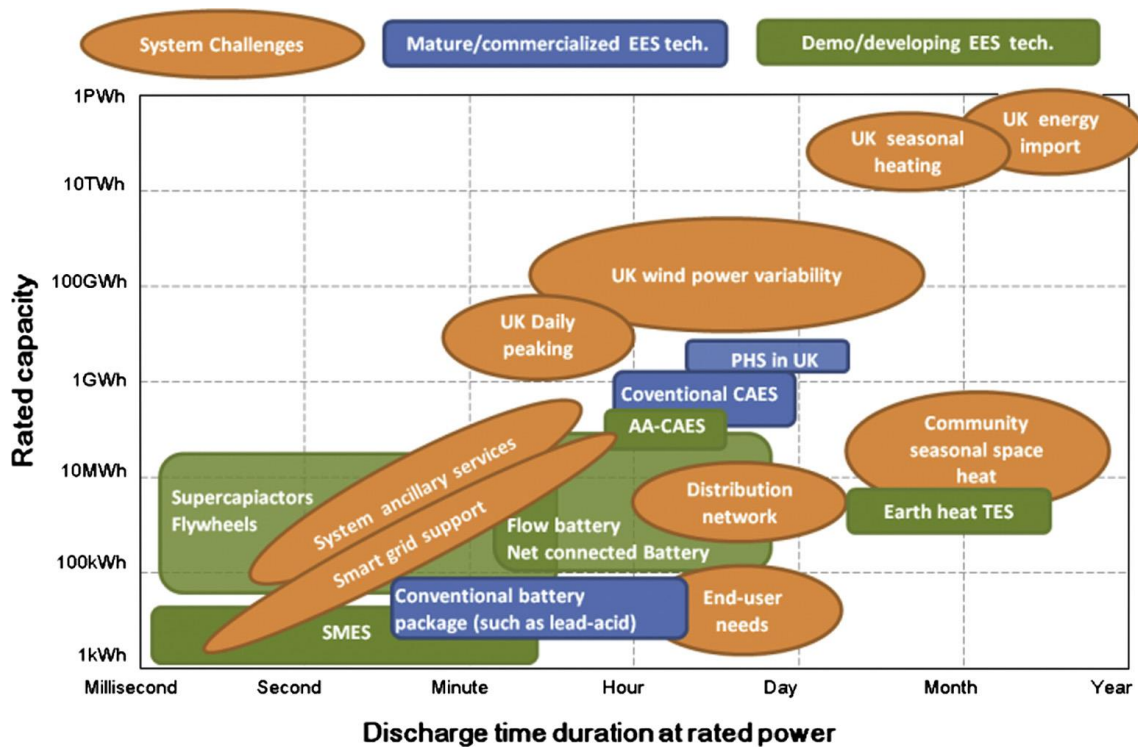 System Challenges
Mature/commercialized EES tech.
Demo/developing EES tech.
1PWh
10TWh
100GWh
1GWh
10MWh
100kWh
1kWh
Rated capacity
UK energy
import
UK seasonal
heating
UK wind power variability
UK Daily
peaking
PHS in UK
Coventional CAES
AA-CAES
Community
seasonal space
heat
Supercapiactors
Flywheels
System ancillary services
Smart grid support
Distribution
network
Earth heat TES
Flow battery
Net connected Battery
Conventional battery
package (such as lead-acid)
End-user
needs
SMES
Millisecond
Second
Minute
Hour
Day
Month
Year
Discharge time duration at rated power